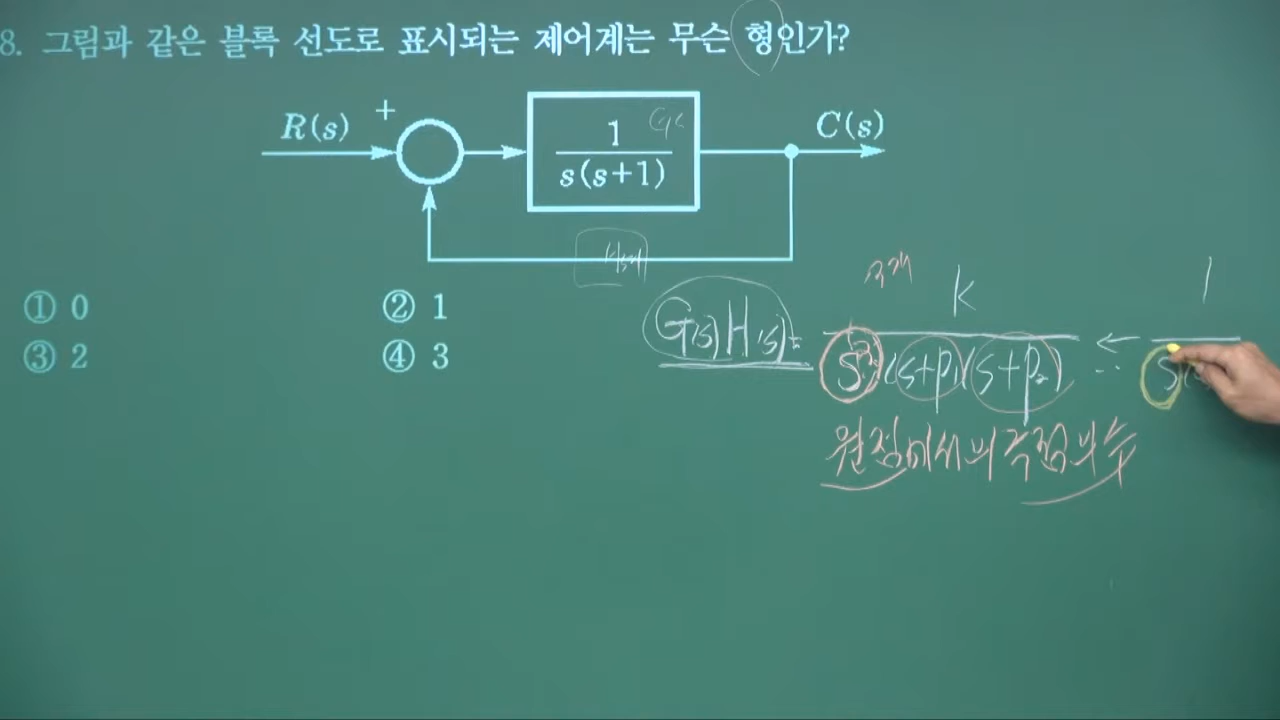 8. 그림과 같은 블록 선도로 표시되는 제어계는 무슨 형인가?
R(s)
+
1
s(s+1)
C(s)
① 0
② 1
③ 2
④ 3
K
1
G(s)H(s)=
(s+p₁)(s+p₂)
원점에서의 극점의 수